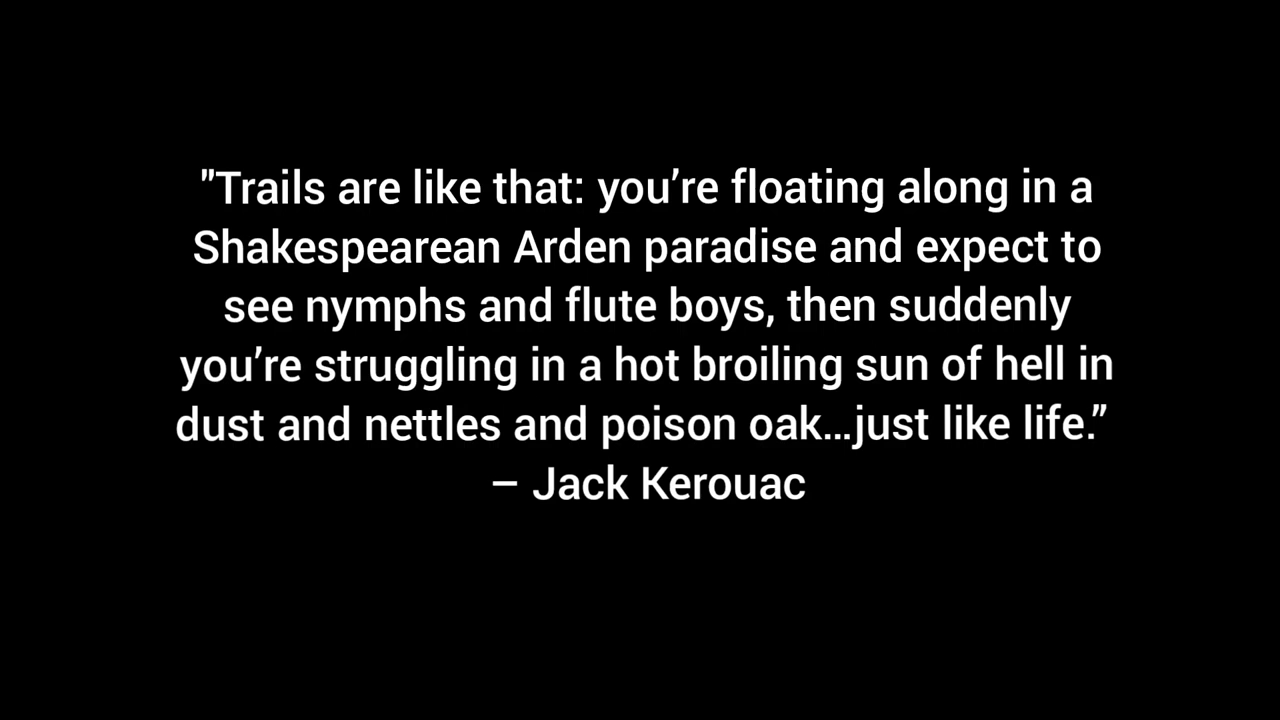 "Trails are like that: you’re floating along in a
Shakespearean Arden paradise and expect to
see nymphs and flute boys, then suddenly
you’re struggling in a hot broiling sun of hell in
dust and nettles and poison oak…just like life.”
– Jack Kerouac